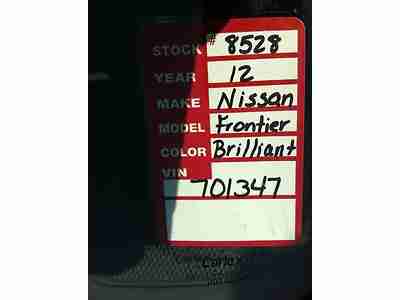 STOCK # 8528
YEAR 12
MAKE Nissan
MODEL Frontier
COLOR Brilliant
VIN 701347